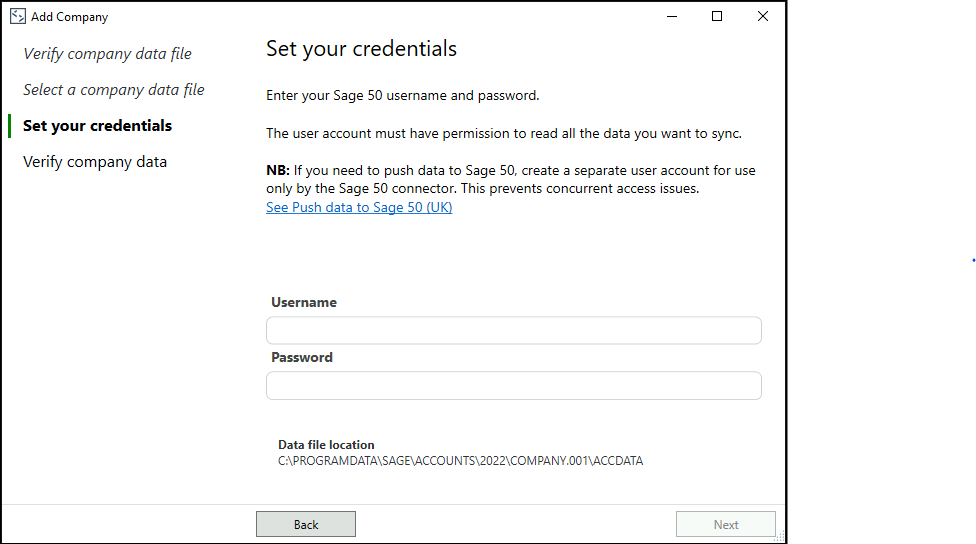 Add Company
Verify company data file
Select a company data file
Set your credentials
Verify company data
Set your credentials
Enter your Sage 50 username and password.
The user account must have permission to read all the data you want to sync.
NB: If you need to push data to Sage 50, create a separate user account for use
only by the Sage 50 connector. This prevents concurrent access issues.
See Push data to Sage 50 (UK)
Username
Password
Data file location
C:\PROGRAMDATA\SAGE\ACCOUNTS\2022\COMPANY.001\ACCDATA
Back
Next